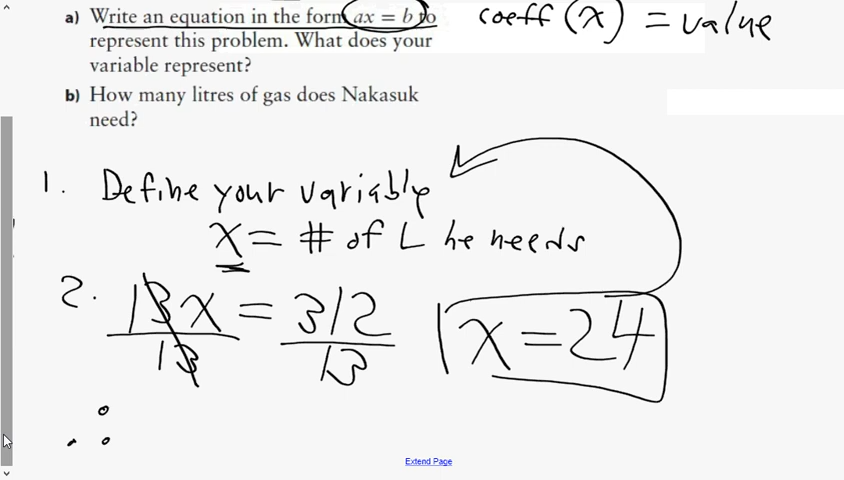 a) Write an equation in the form ax = b to
represent this problem. What does your
variable represent?
coeff (x) = value
b) How many litres of gas does Nakasuk
need?
1. Define your variable
x = # of L he needs
2. 13x = 312
13 13
x = 24
∴
Extend Page